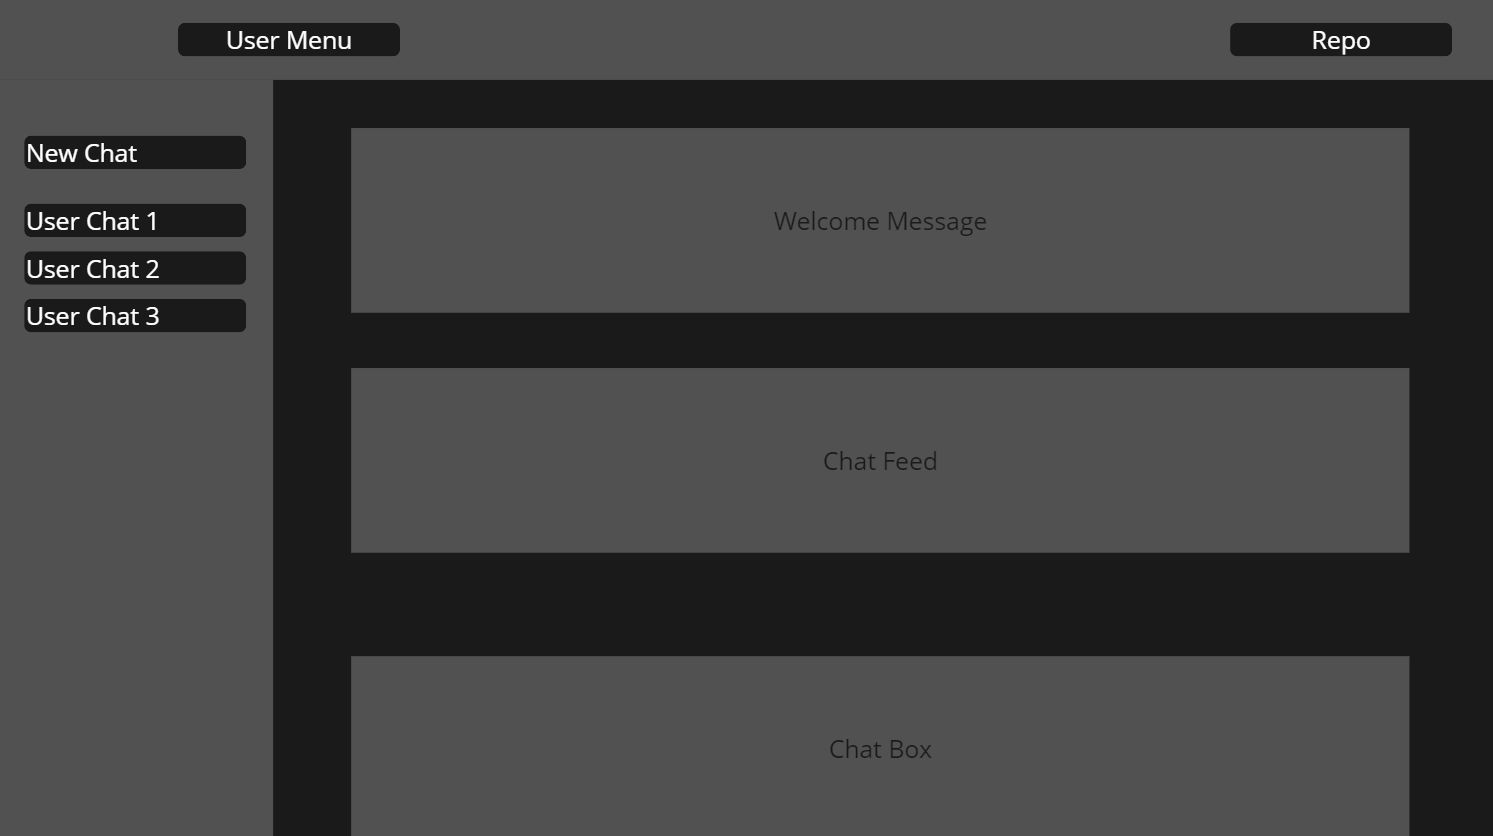 User Menu
Repo
New Chat
User Chat 1
User Chat 2
User Chat 3
Welcome Message
Chat Feed
Chat Box